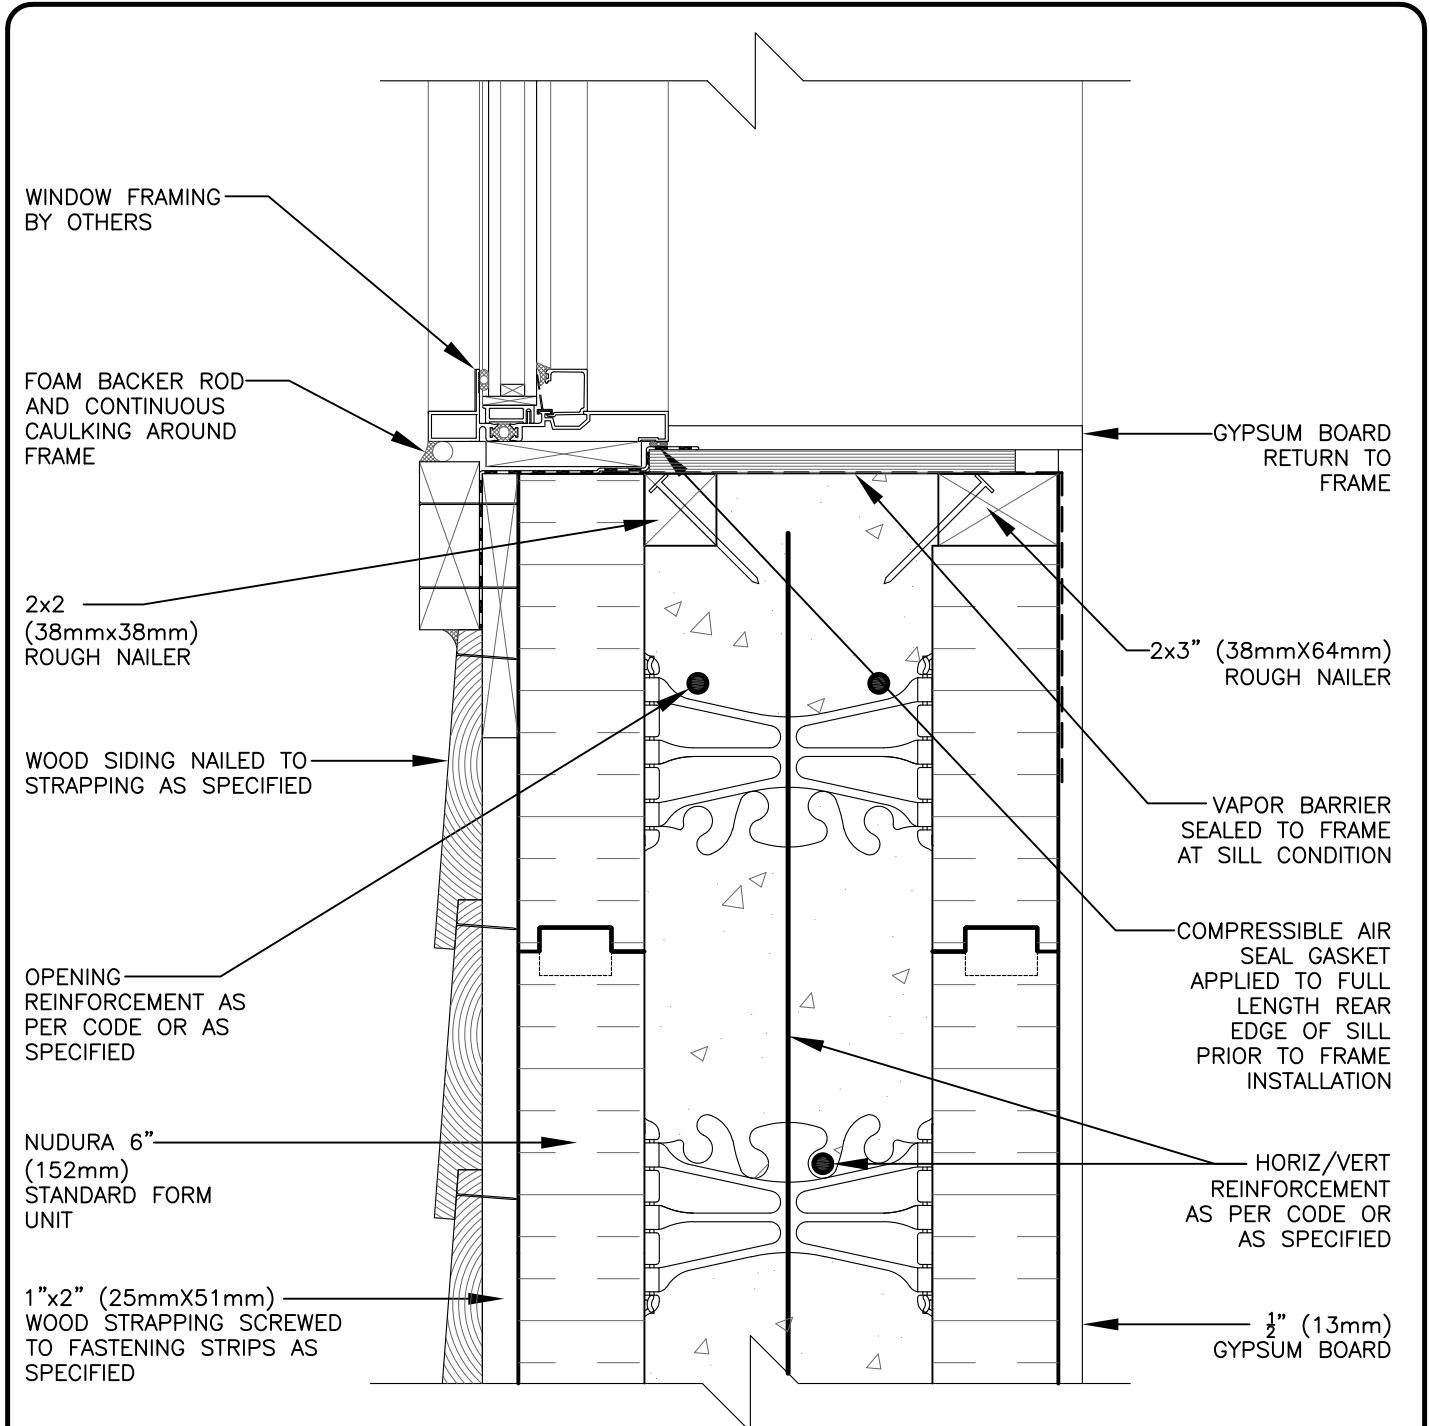 WINDOW FRAMING
BY OTHERS
FOAM BACKER ROD
AND CONTINUOUS
CAULKING AROUND
FRAME
2x2
(38mmx38mm)
ROUGH NAILER
WOOD SIDING NAILED TO
STRAPPING AS SPECIFIED
OPENING
REINFORCEMENT AS
PER CODE OR AS
SPECIFIED
NUDURA 6”
(152mm)
STANDARD FORM
UNIT
1”x2” (25mmX51mm)
WOOD STRAPPING SCREWED
TO FASTENING STRIPS AS
SPECIFIED
GYPSUM BOARD
RETURN TO
FRAME
2x3” (38mmX64mm)
ROUGH NAILER
VAPOR BARRIER
SEALED TO FRAME
AT SILL CONDITION
COMPRESSIBLE AIR
SEAL GASKET
APPLIED TO FULL
LENGTH REAR
EDGE OF SILL
PRIOR TO FRAME
INSTALLATION
HORIZ/VERT
REINFORCEMENT
AS PER CODE OR
AS SPECIFIED
½” (13mm)
GYPSUM BOARD